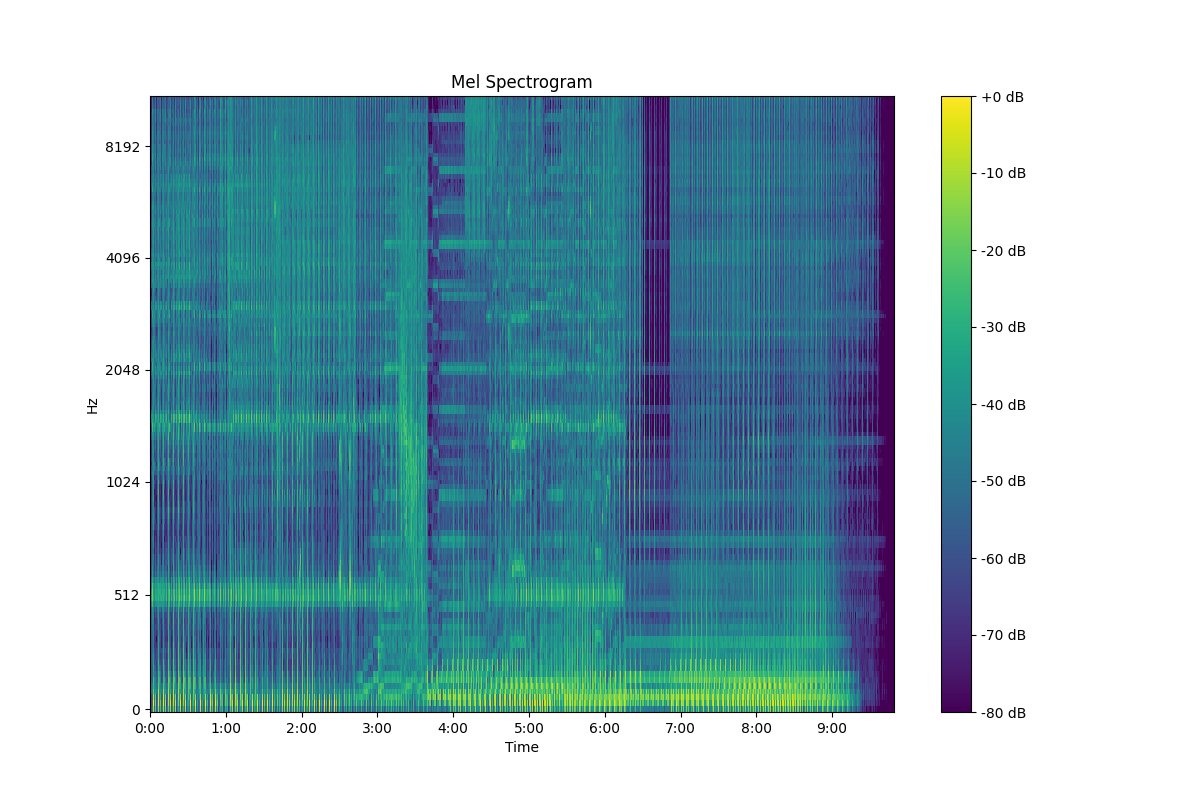 Mel Spectrogram
Hz
8192
4096
2048
1024
512
0
0:00 1:00 2:00 3:00 4:00 5:00 6:00 7:00 8:00 9:00
Time
+0 dB
-10 dB
-20 dB
-30 dB
-40 dB
-50 dB
-60 dB
-70 dB
-80 dB